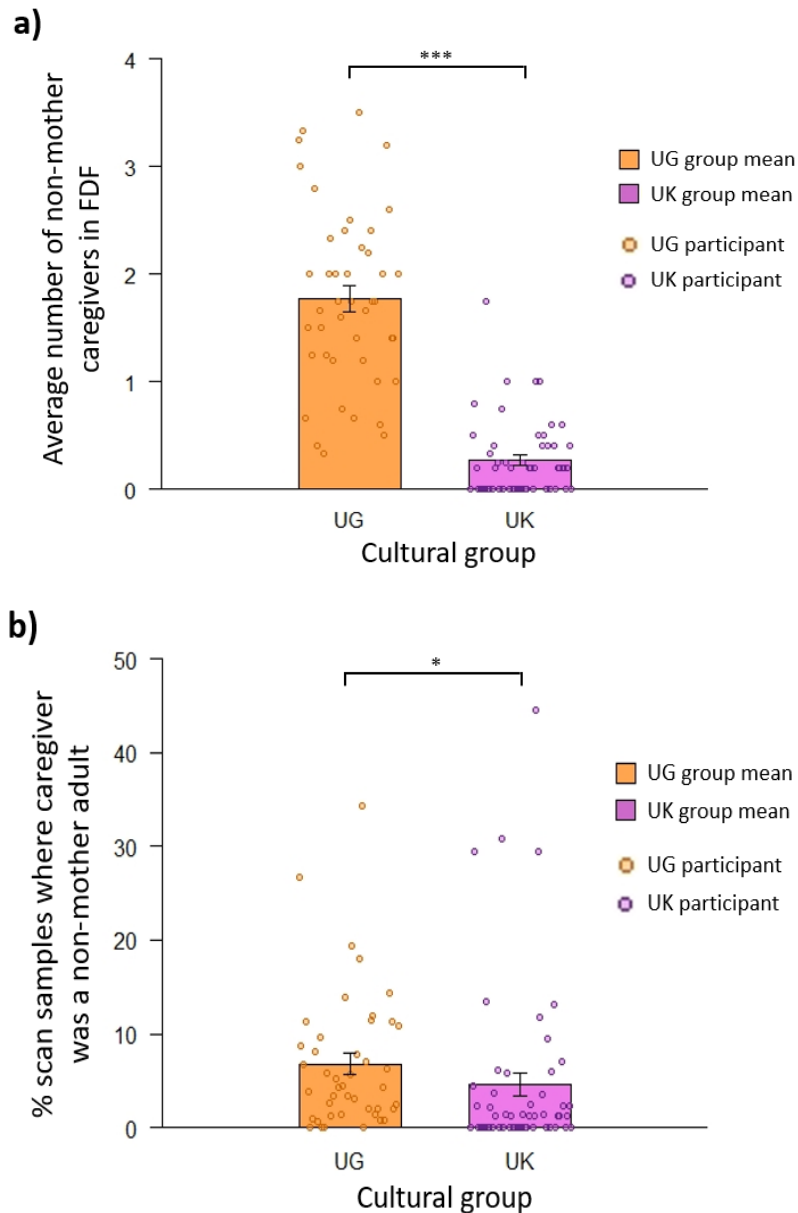 a)
Average number of non-mother
caregivers in FDF
4
3
2
1
0
***
UG
UK
Cultural group
UG group mean
UK group mean
UG participant
UK participant
b)
% scan samples where caregiver
was a non-mother adult
50
40
30
20
10
0
*
UG
UK
Cultural group
UG group mean
UK group mean
UG participant
UK participant